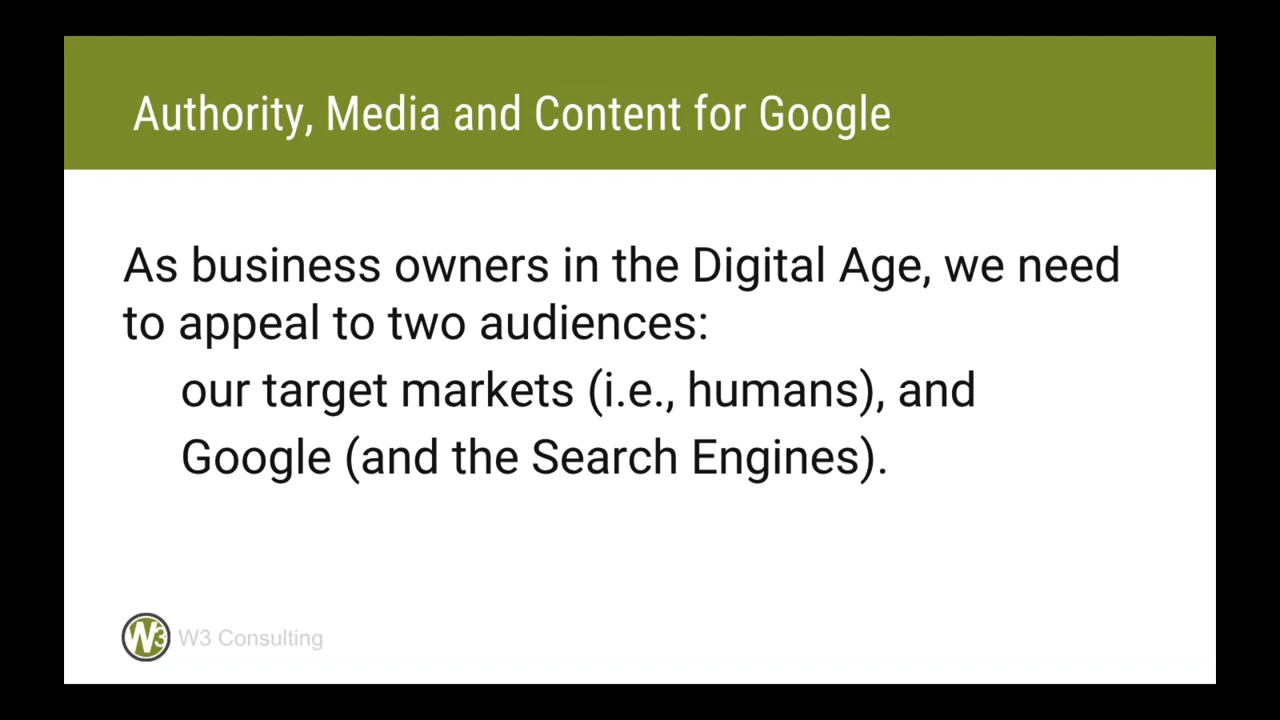 Authority, Media and Content for Google
As business owners in the Digital Age, we need
to appeal to two audiences:
our target markets (i.e., humans), and
Google (and the Search Engines).
W3 W3 Consulting